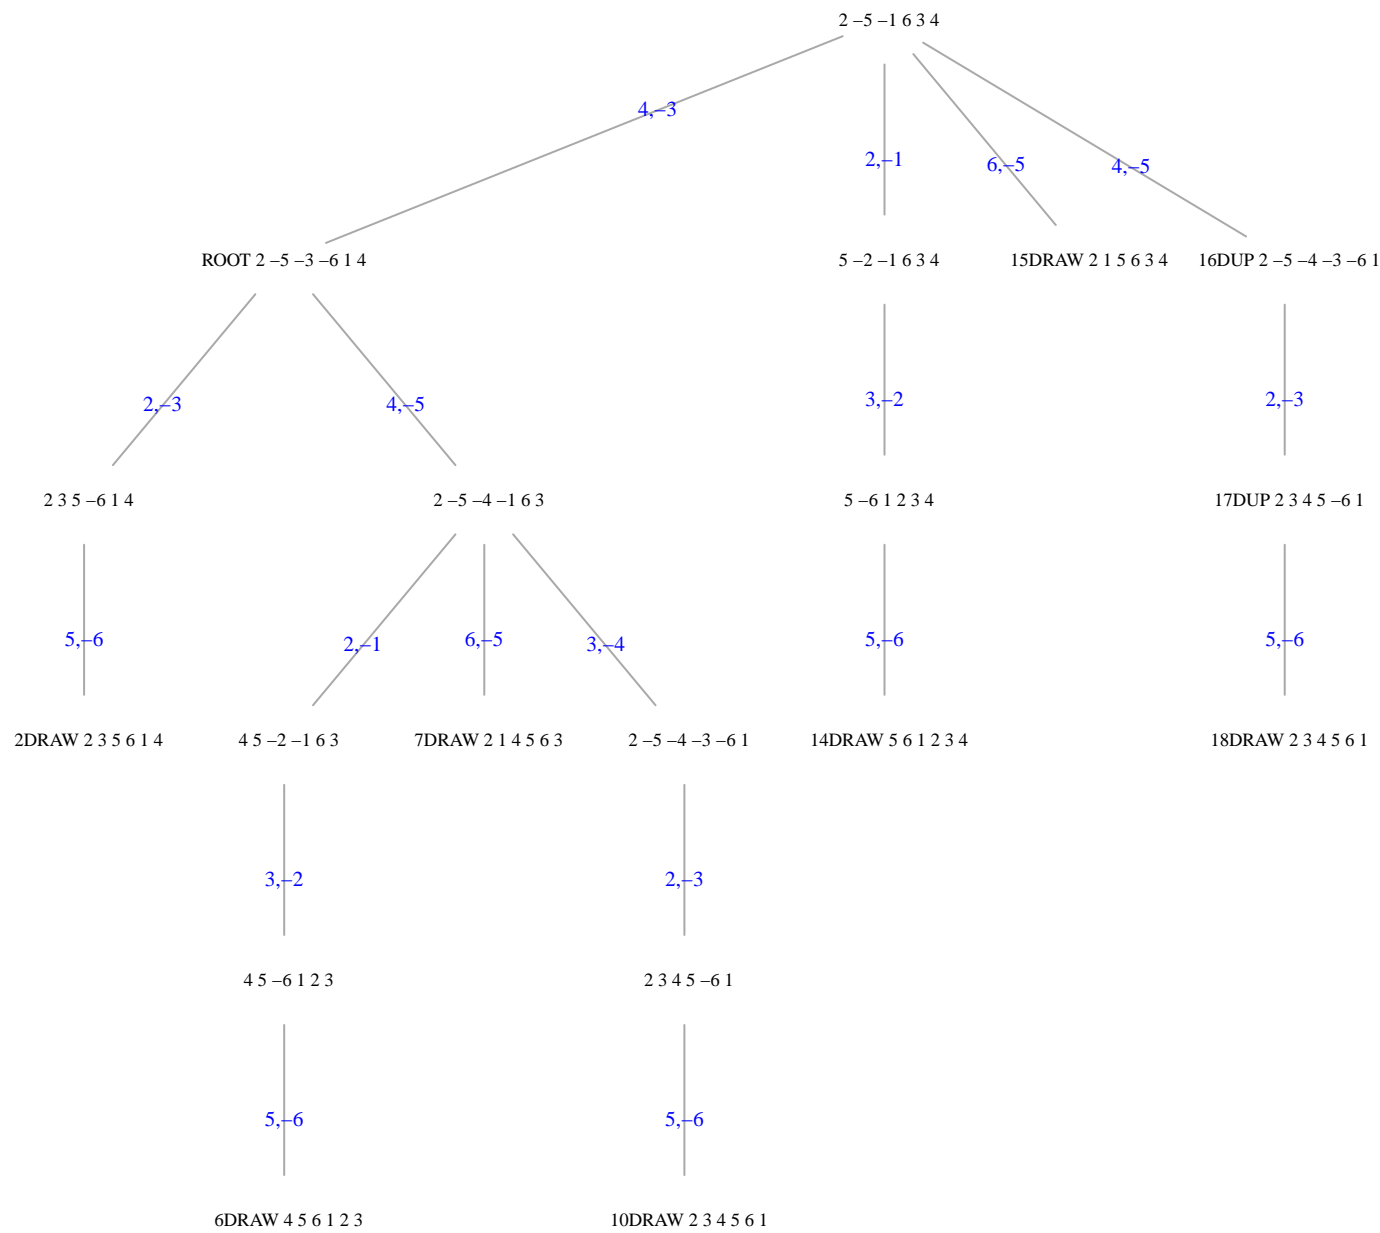 2 –5 –1 6 3 4
4,–3
2,–1
6,–5
4,–5
ROOT 2 –5 –3 –6 1 4
5 –2 –1 6 3 4
15DRAW 2 1 5 6 3 4
16DUP 2 –5 –4 –3 –6 1
2,–3
4,–5
3,–2
2,–3
2 3 5 –6 1 4
2 –5 –4 –1 6 3
5 –6 1 2 3 4
17DUP 2 3 4 5 –6 1
5,–6
2,–1
6,–5
3,–4
5,–6
5,–6
2DRAW 2 3 5 6 1 4
4 5 –2 –1 6 3
7DRAW 2 1 4 5 6 3
2 –5 –4 –3 –6 1
14DRAW 5 6 1 2 3 4
18DRAW 2 3 4 5 6 1
3,–2
2,–3
4 5 –6 1 2 3
2 3 4 5 –6 1
5,–6
5,–6
6DRAW 4 5 6 1 2 3
10DRAW 2 3 4 5 6 1